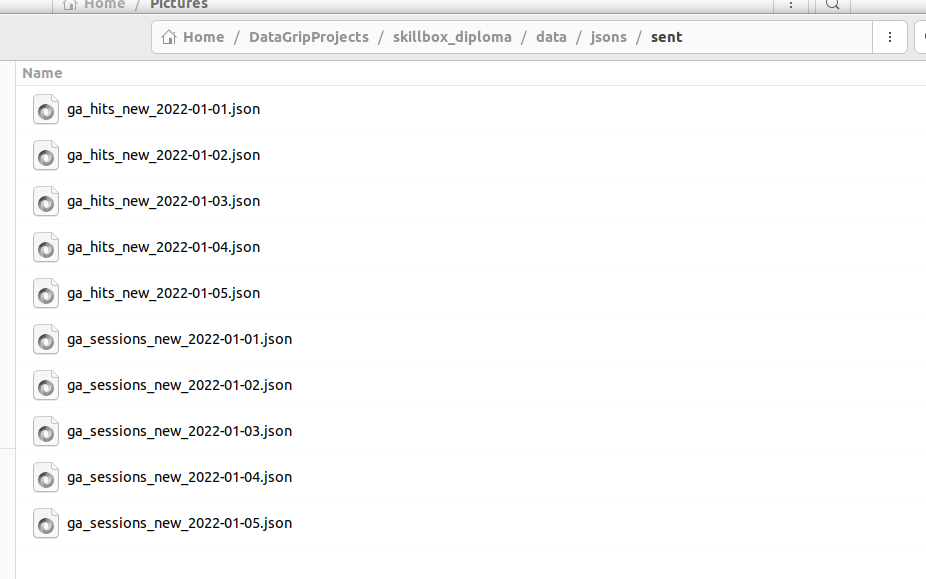 Home / Pictures
Home / DataGripProjects / skillbox_diploma / data / jsons / sent
Name
ga_hits_new_2022-01-01.json
ga_hits_new_2022-01-02.json
ga_hits_new_2022-01-03.json
ga_hits_new_2022-01-04.json
ga_hits_new_2022-01-05.json
ga_sessions_new_2022-01-01.json
ga_sessions_new_2022-01-02.json
ga_sessions_new_2022-01-03.json
ga_sessions_new_2022-01-04.json
ga_sessions_new_2022-01-05.json